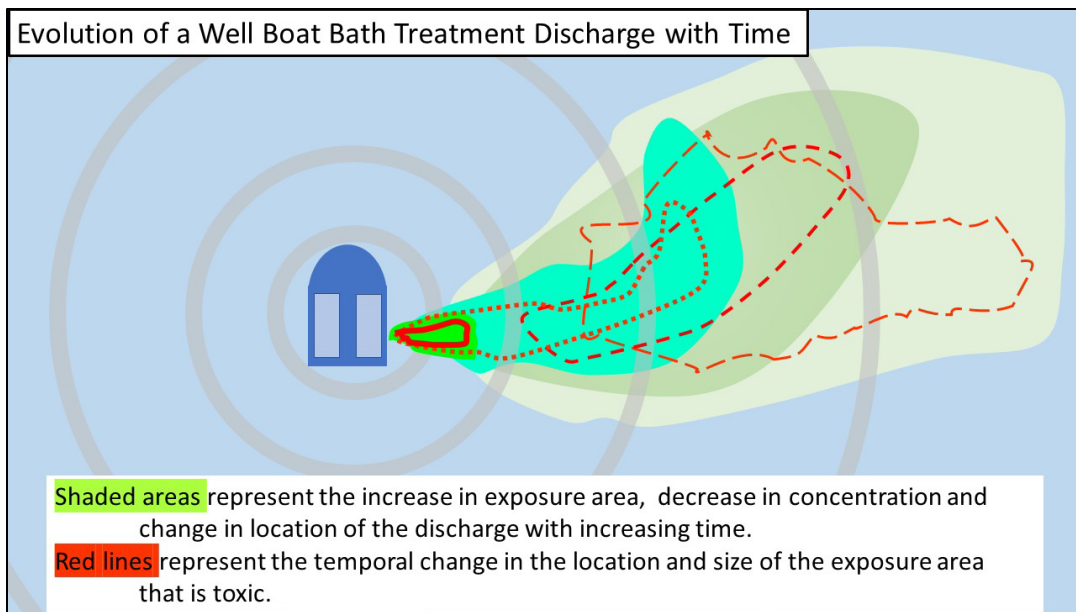 Evolution of a Well Boat Bath Treatment Discharge with Time
Shaded areas represent the increase in exposure area, decrease in concentration and
change in location of the discharge with increasing time.
Red lines represent the temporal change in the location and size of the exposure area
that is toxic.